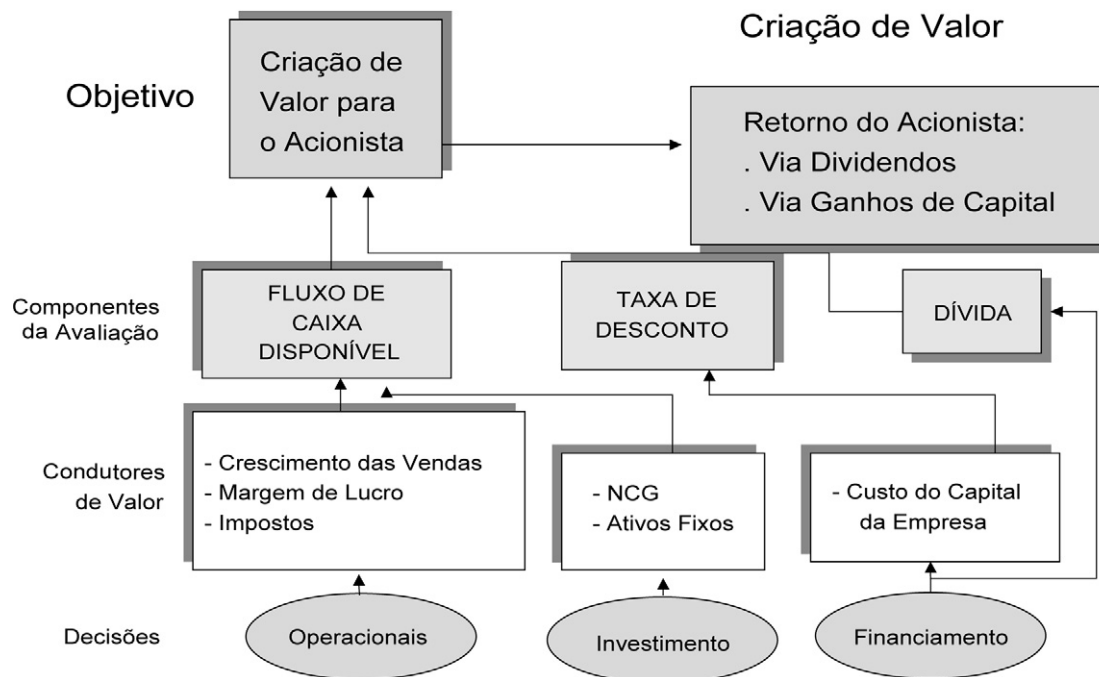 Criação de Valor
Objetivo
Criação de
Valor para
o Acionista
Retorno do Acionista:
. Via Dividendos
. Via Ganhos de Capital
Componentes
da Avaliação
FLUXO DE
CAIXA
DISPONÍVEL
TAXA DE
DESCONTO
DÍVIDA
Condutores
de Valor
- Crescimento das Vendas
- Margem de Lucro
- Impostos
- NCG
- Ativos Fixos
- Custo do Capital
da Empresa
Decisões
Operacionais
Investimento
Financiamento